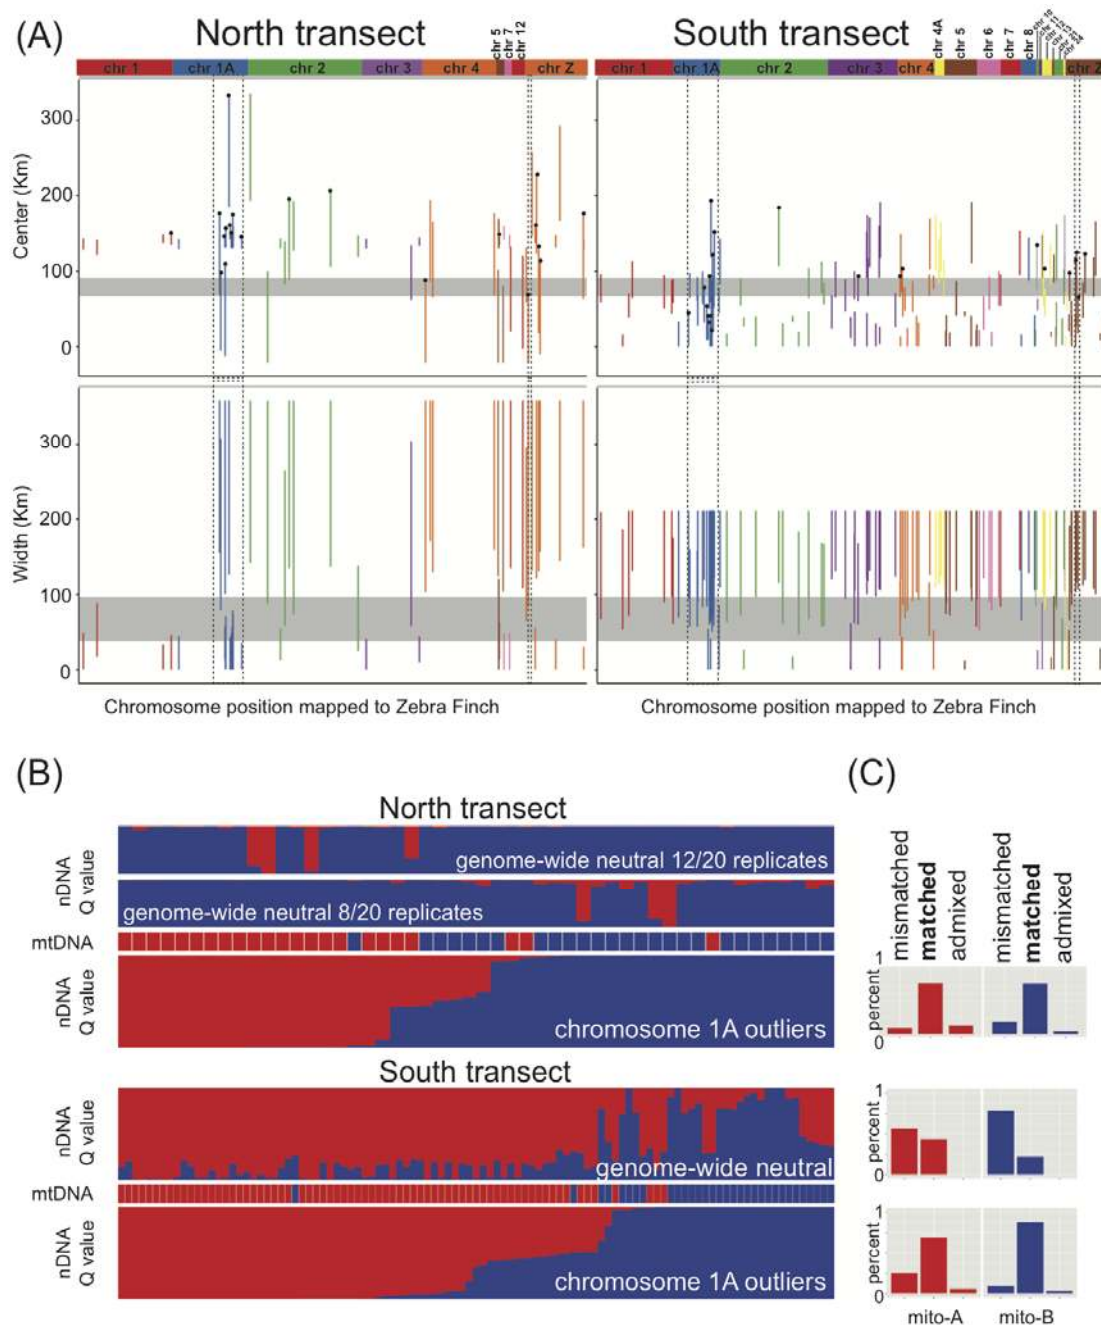 (A)
North transect
chr 5
chr 7
chr 12
chr 1
chr 1A
chr 2
chr 3
chr 4
chr Z
South transect
chr 4A
chr 5
chr 6
chr 7
chr 8
chr 10
chr 1
chr 1A
chr 2
chr 3
chr 4
chr Z
Center (Km)
300
200
100
0
Width (Km)
300
200
100
0
Chromosome position mapped to Zebra Finch
Chromosome position mapped to Zebra Finch
(B)
North transect
nDNA
Q value
genome-wide neutral 12/20 replicates
nDNA
Q value
genome-wide neutral 8/20 replicates
mtDNA
nDNA
Q value
chromosome 1A outliers
South transect
nDNA
Q value
genome-wide neutral
mtDNA
nDNA
Q value
chromosome 1A outliers
(C)
mismatched
matched
admixed
mismatched
matched
admixed
1
percent
0
1
percent
0
1
percent
0
mito-A
mito-B